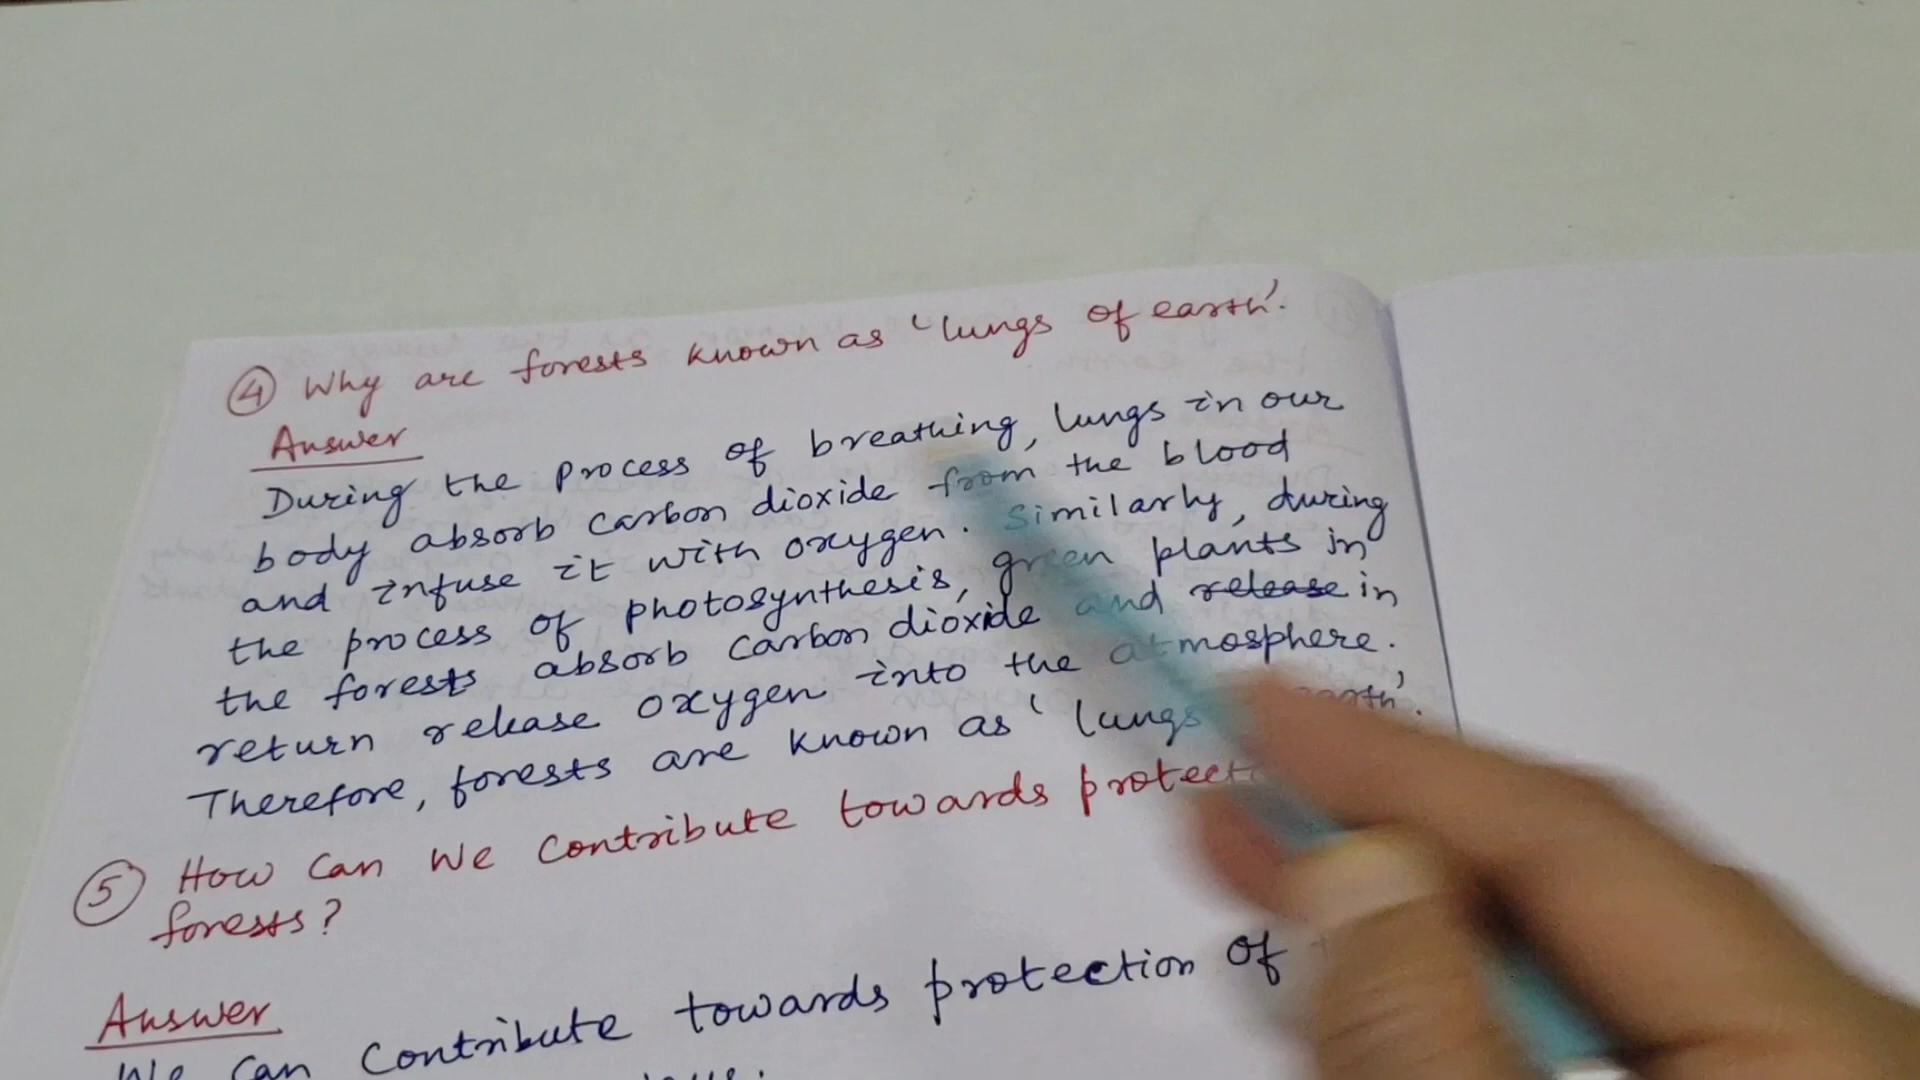 ④ Why are forests known as 'lungs of earth'.
Answer
During the process of breathing, lungs in our
body absorb carbon dioxide from the blood
and infuse it with oxygen. Similarly, during
the process of photosynthesis, green plants in
the forests absorb carbon dioxide and release in
return release oxygen into the atmosphere.
Therefore, forests are known as 'lungs earth'.
⑤ How can we contribute towards
forests?
Answer
We can contribute towards protection of